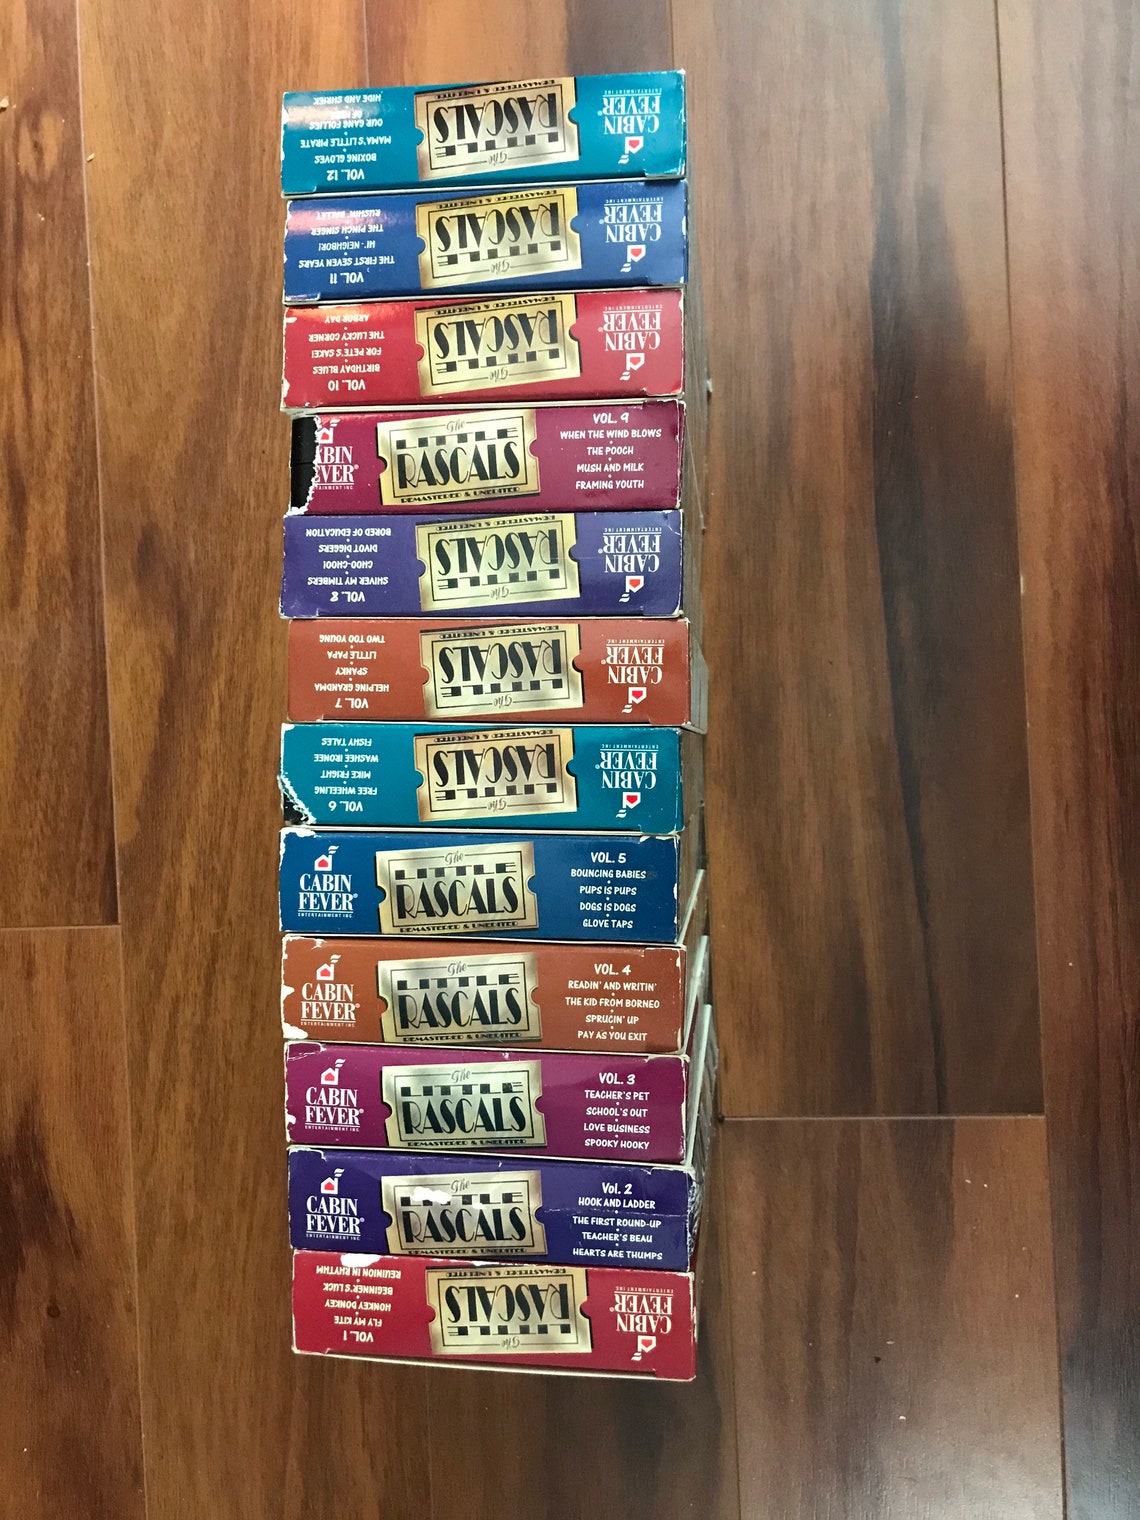 VOL. 12
BOXING GLOVES
MAMA'S LITTLE PIRATE
OUR GANG FOLLIES
HIDE AND SHRIEK
The
LITTLE
RASCALS
REMASTERED & UNEDITED
CABIN
FEVER®
ENTERTAINMENT INC.
VOL. 11
THE FIRST SEVEN YEARS
HI'-NEIGHBOR!
THE PINCH SINGER
RUSHIN' BALLET
The
LITTLE
RASCALS
REMASTERED & UNEDITED
CABIN
FEVER®
ENTERTAINMENT INC.
VOL. 10
BIRTHDAY BLUES
FOR PETE'S SAKE!
THE LUCKY CORNER
ARBOR DAY
The
LITTLE
RASCALS
REMASTERED & UNEDITED
CABIN
FEVER®
ENTERTAINMENT INC.
ABIN
EVER®
TAINMENT INC.
The
LITTLE
RASCALS
REMASTERED & UNEDITED
VOL. 9
WHEN THE WIND BLOWS
THE POOCH
MUSH AND MILK
FRAMING YOUTH
VOL. 8
SHIVER MY TIMBERS
CHOO-CHOO!
DIVOT DIGGERS
BORED OF EDUCATION
The
LITTLE
RASCALS
REMASTERED & UNEDITED
CABIN
FEVER®
ENTERTAINMENT INC.
VOL. 7
HELPING GRANDMA
SPANKY
LITTLE PAPA
TWO TOO YOUNG
The
LITTLE
RASCALS
REMASTERED & UNEDITED
CABIN
FEVER®
ENTERTAINMENT INC.
VOL. 6
FREE WHEELING
MIKE FRIGHT
WASHEE IRONEE
FISHY TALES
The
LITTLE
RASCALS
REMASTERED & UNEDITED
CABIN
FEVER®
ENTERTAINMENT INC.
CABIN
FEVER®
ENTERTAINMENT INC.
The
LITTLE
RASCALS
REMASTERED & UNEDITED
VOL. 5
BOUNCING BABIES
PUPS IS PUPS
DOGS IS DOGS
GLOVE TAPS
CABIN
FEVER®
ENTERTAINMENT INC.
The
LITTLE
RASCALS
REMASTERED & UNEDITED
VOL. 4
READIN' AND WRITIN'
THE KID FROM BORNEO
SPRUCIN' UP
PAY AS YOU EXIT
CABIN
FEVER®
ENTERTAINMENT INC.
The
LITTLE
RASCALS
REMASTERED & UNEDITED
VOL. 3
TEACHER'S PET
SCHOOL'S OUT
LOVE BUSINESS
SPOOKY HOOKY
CABIN
FEVER®
ENTERTAINMENT INC.
The
LITTLE
RASCALS
REMASTERED & UNEDITED
Vol. 2
HOOK AND LADDER
THE FIRST ROUND-UP
TEACHER'S BEAU
HEARTS ARE THUMPS
VOL. 1
FLY MY KITE
HONKEY DONKEY
BEGINNER'S LUCK
REUNION IN RHYTHM
The
LITTLE
RASCALS
REMASTERED & UNEDITED
CABIN
FEVER®
ENTERTAINMENT INC.